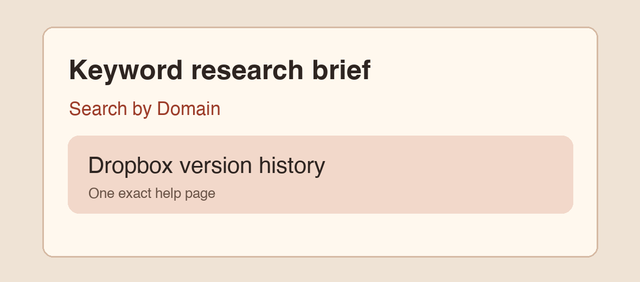 Keyword research brief
Search by Domain
Dropbox version history
One exact help page